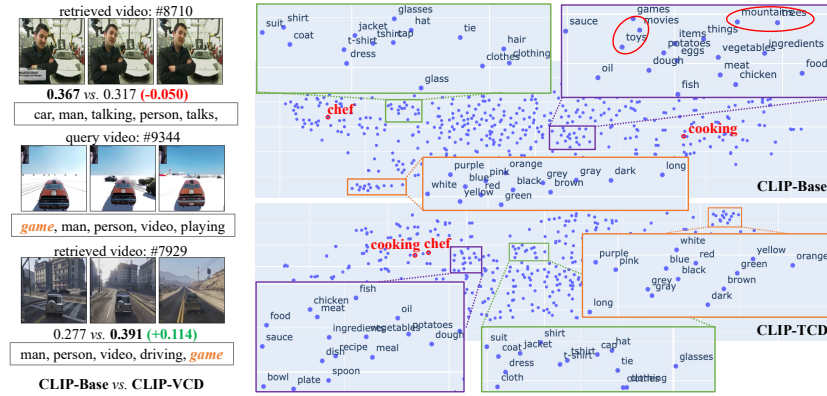 retrieved video: #8710
0.367 vs. 0.317 (-0.050)
car, man, talking, person, talks,
query video: #9344
game, man, person, video, playing
retrieved video: #7929
0.277 vs. 0.391 (+0.114)
man, person, video, driving, game
CLIP-Base vs. CLIP-VCD
glasses
shirt
suit
jacket
hat
tie
coat
t-shirt
tshirt
cap
hair
dress
clothes
clothing
glass
games
mountains
trees
sauce
movies
toys
items
things
potatoes
vegetables
ingredients
eggs
oil
dough
meat
food
chicken
fish
chef
cooking
purple
orange
long
blue
pink
grey
gray
dark
white
red
black
brown
yellow
green
CLIP-Base
cooking
chef
white
purple
yellow
blue
red
orange
pink
green
black
grey
brown
gray
dark
long
fish
chicken
oil
food
meat
ingredients
vegetables
potatoes
sauce
dough
recipe
dish
meal
spoon
bowl
plate
CLIP-TCD
suit
shirt
hat
coat
jacket
tshirt
cap
t-shirt
tie
glasses
dress
cloth
clothes
clothing